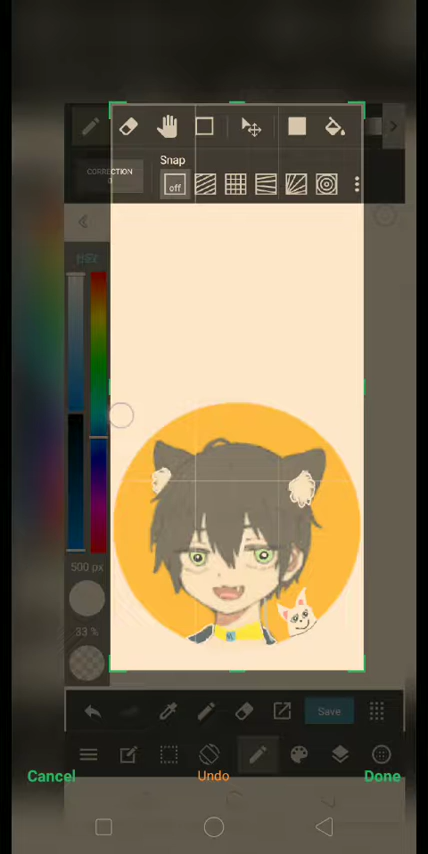 CORRECTION
0
Snap
off
500 px
33 %
Save
Cancel
Undo
Done